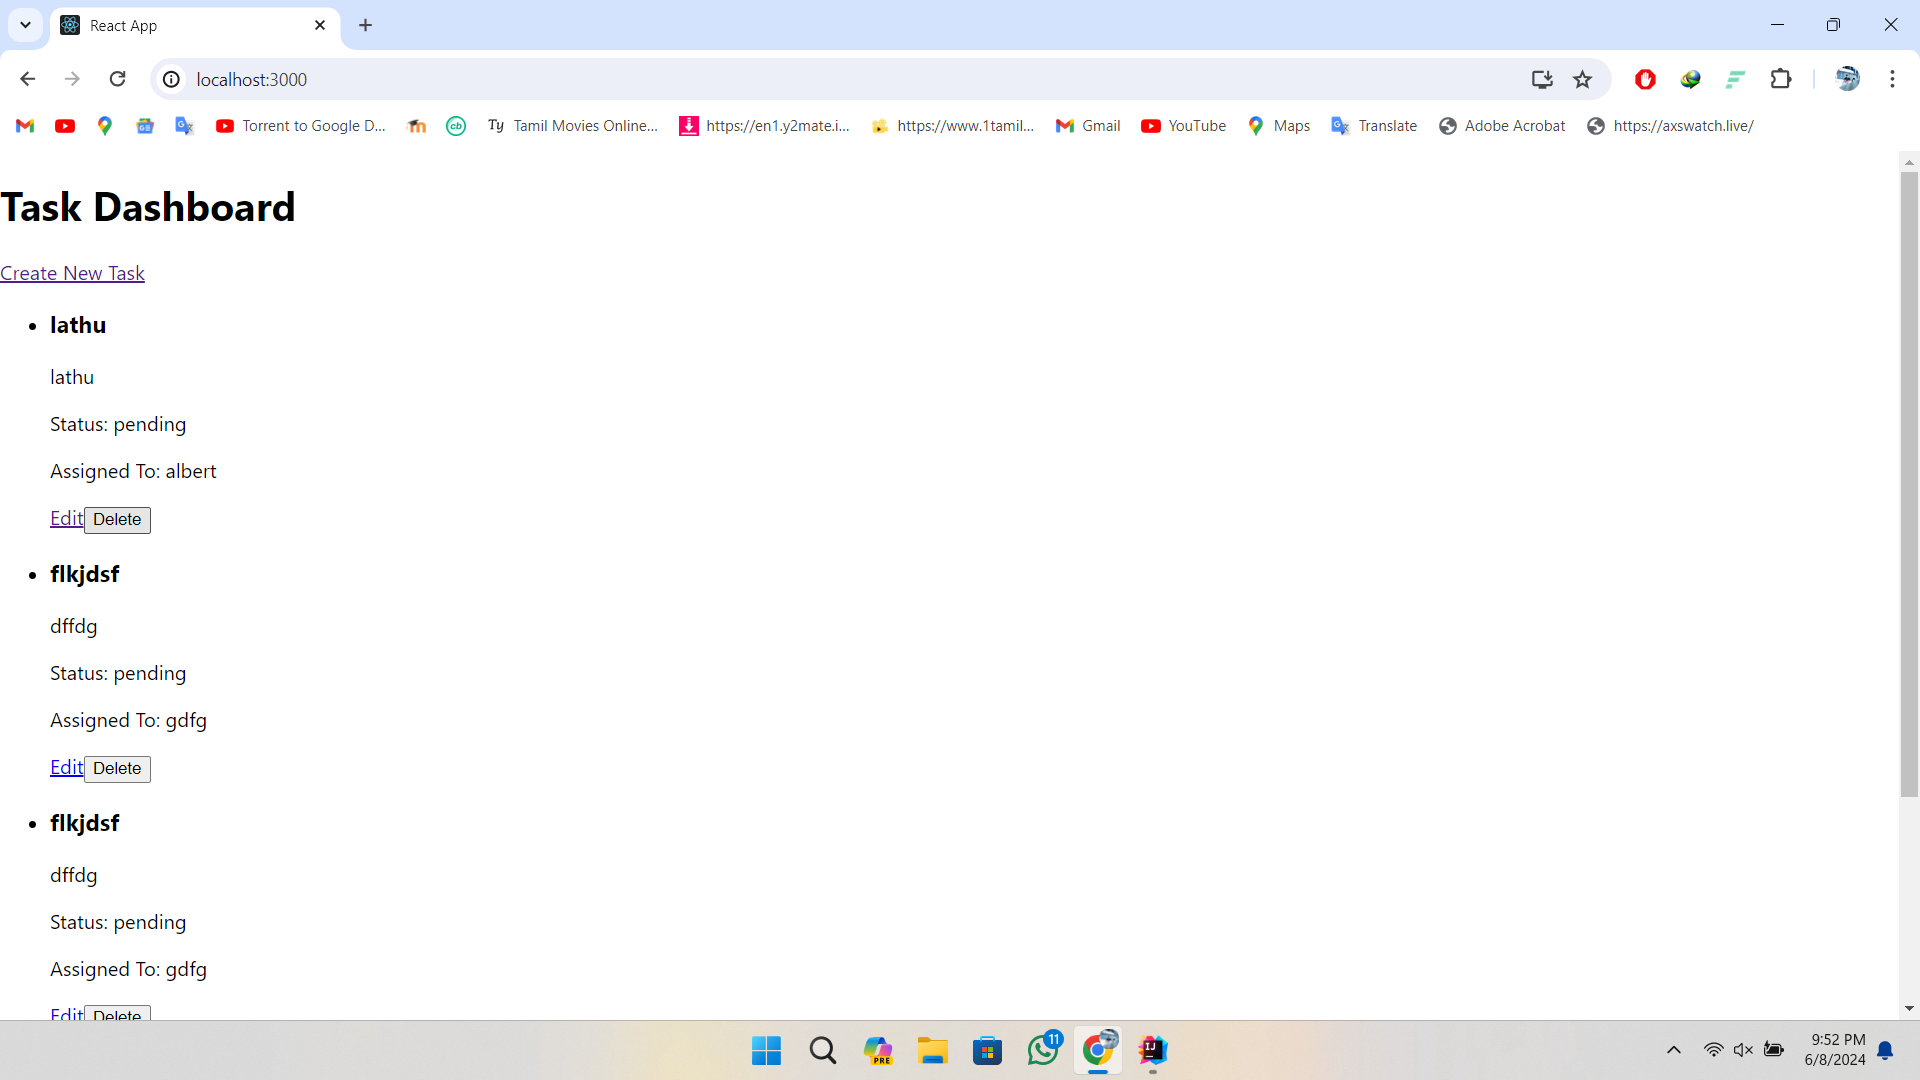 React App
localhost:3000
Torrent to Google D...
Ty Tamil Movies Online...
https://en1.y2mate.i...
https://www.1tamil...
Gmail
YouTube
Maps
Translate
Adobe Acrobat
https://axswatch.live/
Task Dashboard
Create New Task
lathu
lathu
Status: pending
Assigned To: albert
Edit Delete
flkjdsf
dffdg
Status: pending
Assigned To: gdfg
Edit Delete
flkjdsf
dffdg
Status: pending
Assigned To: gdfg
Edit Delete
PRE
11
IJ
9:52 PM
6/8/2024